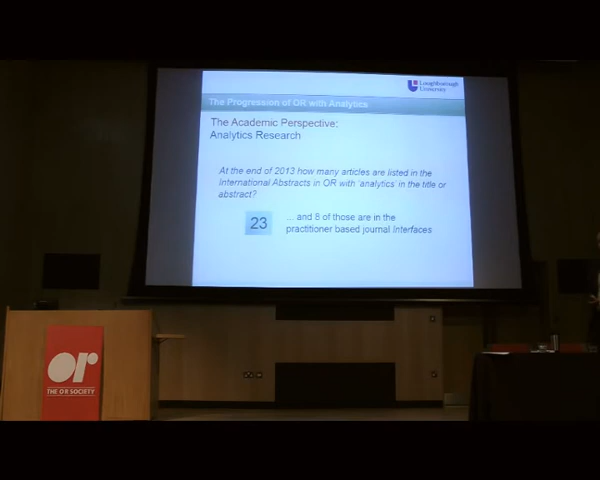 Loughborough
University
The Progression of OR with Analytics
The Academic Perspective:
Analytics Research
At the end of 2013 how many articles are listed in the
International Abstracts in OR with 'analytics' in the title or
abstract?
23
... and 8 of those are in the
practitioner based journal Interfaces
or
THE OR SOCIETY